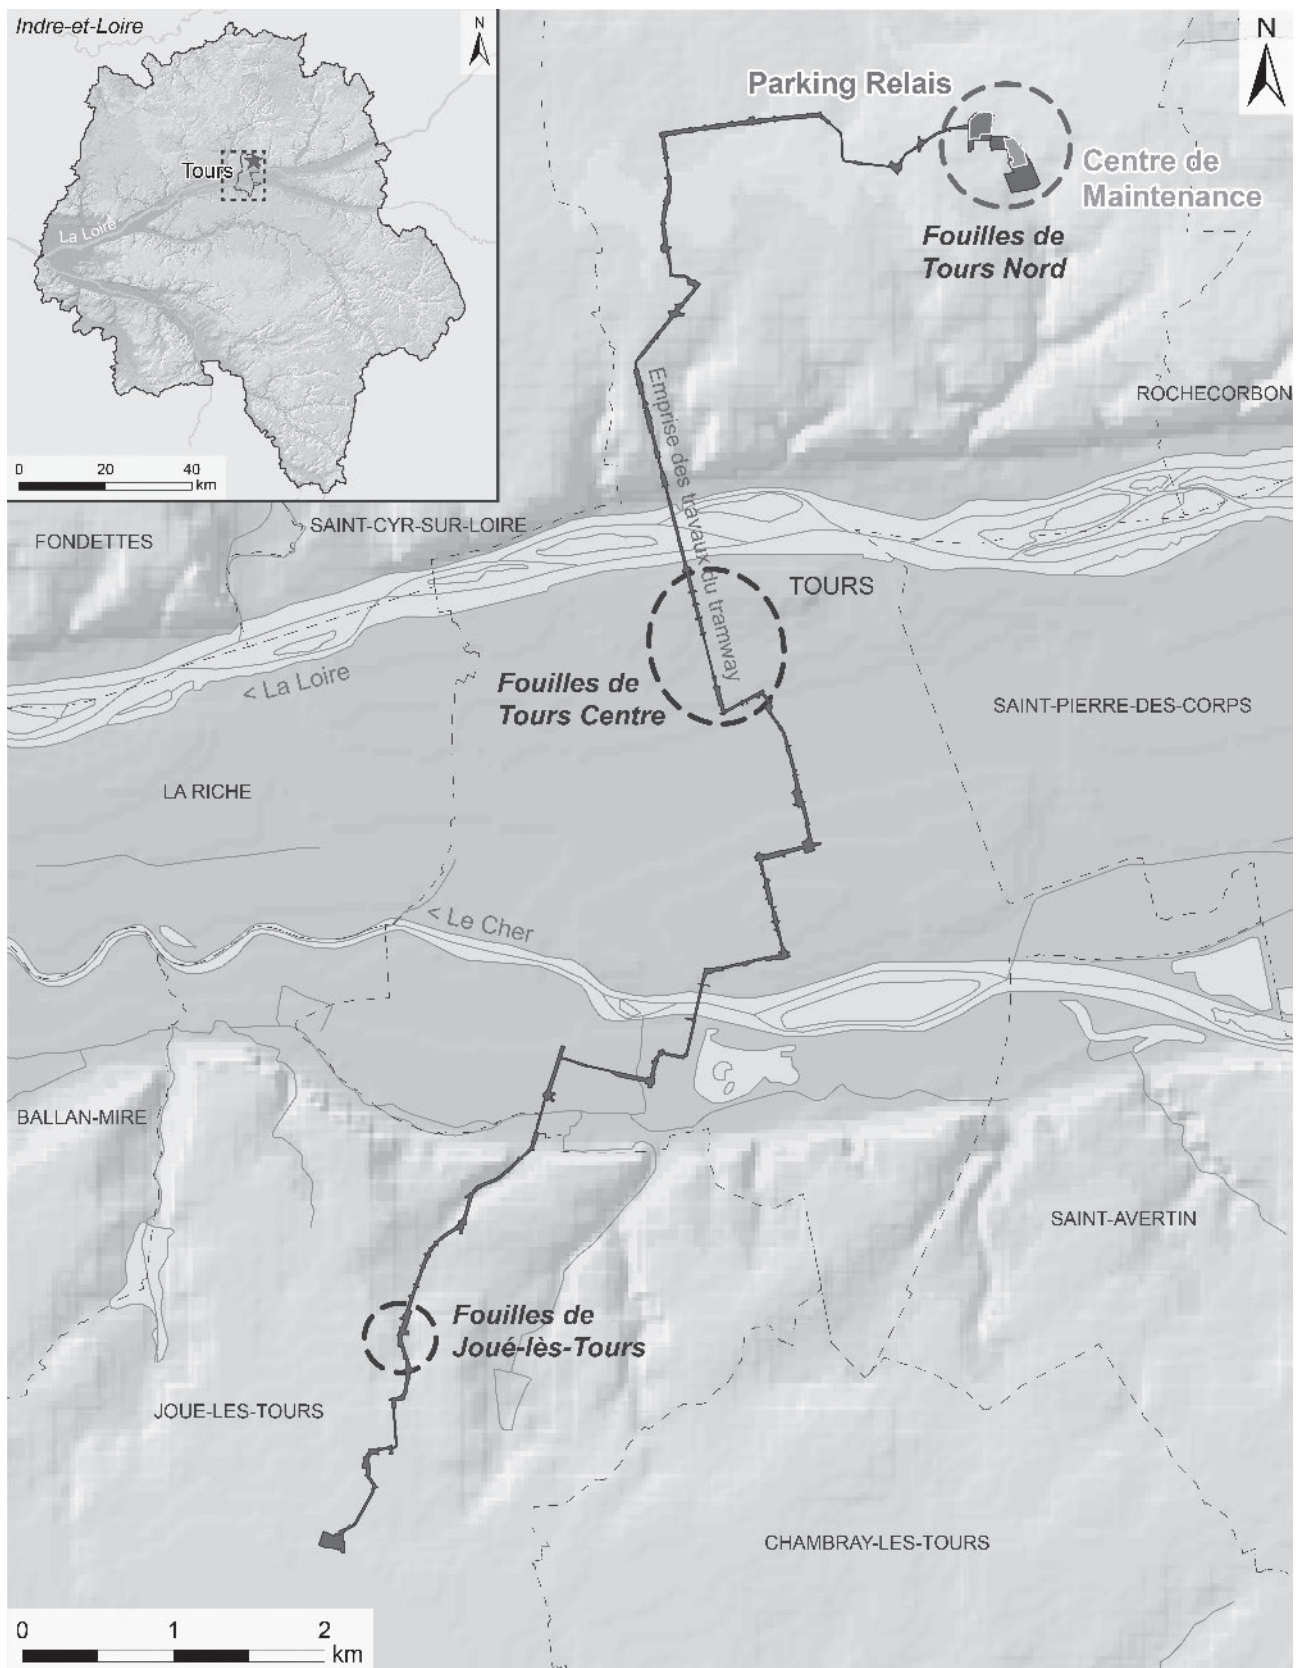 Indre-et-Loire
N
Tours
La Loire
0 20 40
km
N
Parking Relais
Centre de
Maintenance
Fouilles de
Tours Nord
Emprise des travaux du tramway
ROCHECORBON
SAINT-CYR-SUR-LOIRE
FONDETTES
TOURS
< La Loire
Fouilles de
Tours Centre
SAINT-PIERRE-DES-CORPS
LA RICHE
< Le Cher
BALLAN-MIRE
SAINT-AVERTIN
Fouilles de
Joué-lès-Tours
JOUE-LES-TOURS
CHAMBRAY-LES-TOURS
0 1 2
km